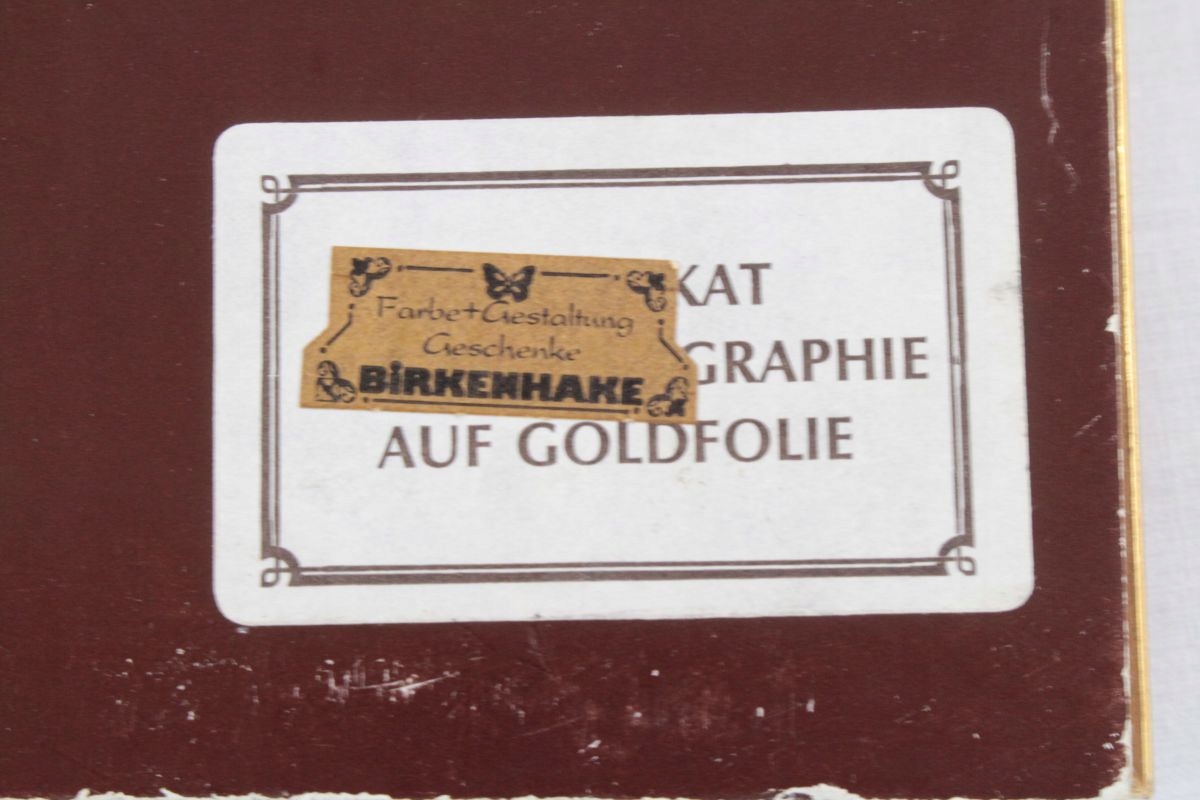 Farbe+Gestaltung
Geschenke
BiRKENHAKE
KAT
GRAPHIE
AUF GOLDFOLIE